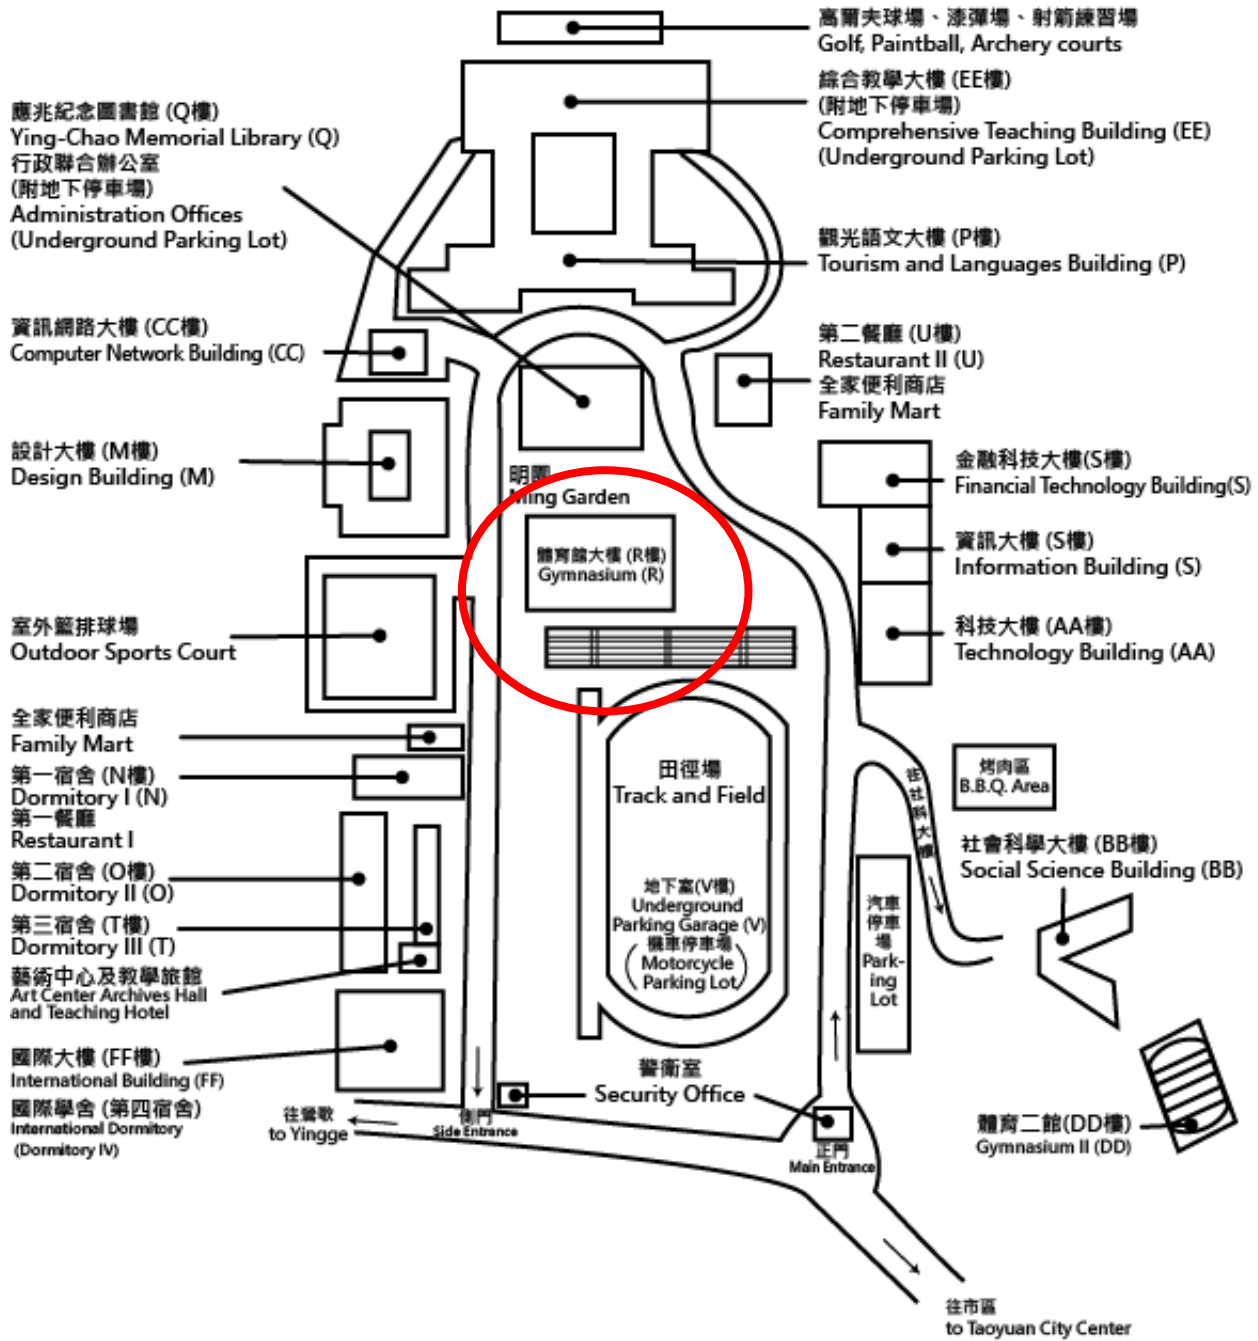 高爾夫球場、漆彈場、射箭練習場
Golf, Paintball, Archery courts
綜合教學大樓 (EE樓)
(附地下停車場)
Comprehensive Teaching Building (EE)
(Underground Parking Lot)
應兆紀念圖書館 (Q樓)
Ying-Chao Memorial Library (Q)
行政聯合辦公室
(附地下停車場)
Administration Offices
(Underground Parking Lot)
觀光語文大樓 (P樓)
Tourism and Languages Building (P)
資訊網路大樓 (CC樓)
Computer Network Building (CC)
第二餐廳 (U樓)
Restaurant II (U)
全家便利商店
Family Mart
設計大樓 (M樓)
Design Building (M)
明園
Ming Garden
金融科技大樓(S樓)
Financial Technology Building(S)
體育館大樓 (R樓)
Gymnasium (R)
資訊大樓 (S樓)
Information Building (S)
室外籃排球場
Outdoor Sports Court
科技大樓 (AA樓)
Technology Building (AA)
全家便利商店
Family Mart
第一宿舍 (N樓)
Dormitory I (N)
第一餐廳
Restaurant I
第二宿舍 (O樓)
Dormitory II (O)
第三宿舍 (T樓)
Dormitory III (T)
藝術中心及教學旅館
Art Center Archives Hall
and Teaching Hotel
國際大樓 (FF樓)
International Building (FF)
國際學舍 (第四宿舍)
International Dormitory
(Dormitory IV)
田徑場
Track and Field
地下室(V樓)
Underground
Parking Garage (V)
(機車停車場
Motorcycle
Parking Lot)
往社科大樓
烤肉區
B.B.Q. Area
社會科學大樓 (BB樓)
Social Science Building (BB)
汽車
停車
場
Park-
ing
Lot
警衛室
Security Office
往鶯歌
to Yingge
側門
Side Entrance
正門
Main Entrance
體育二館(DD樓)
Gymnasium II (DD)
往市區
to Taoyuan City Center